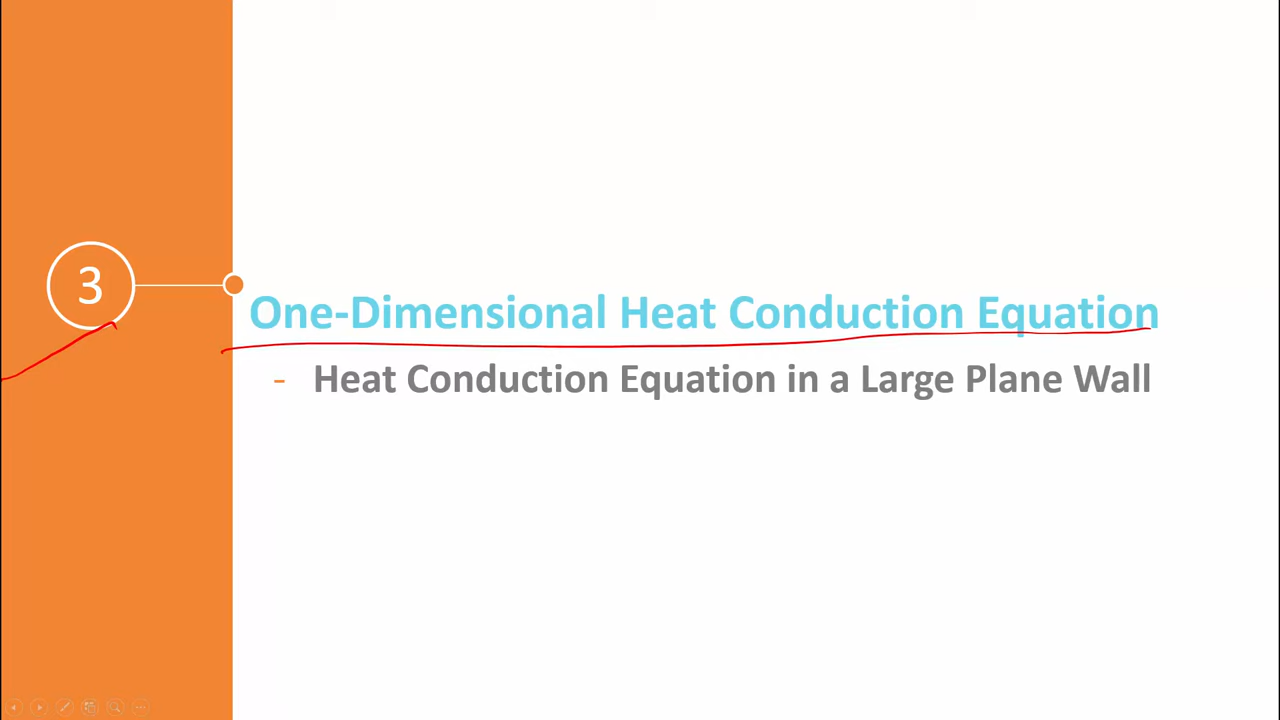 3
One-Dimensional Heat Conduction Equation
- Heat Conduction Equation in a Large Plane Wall